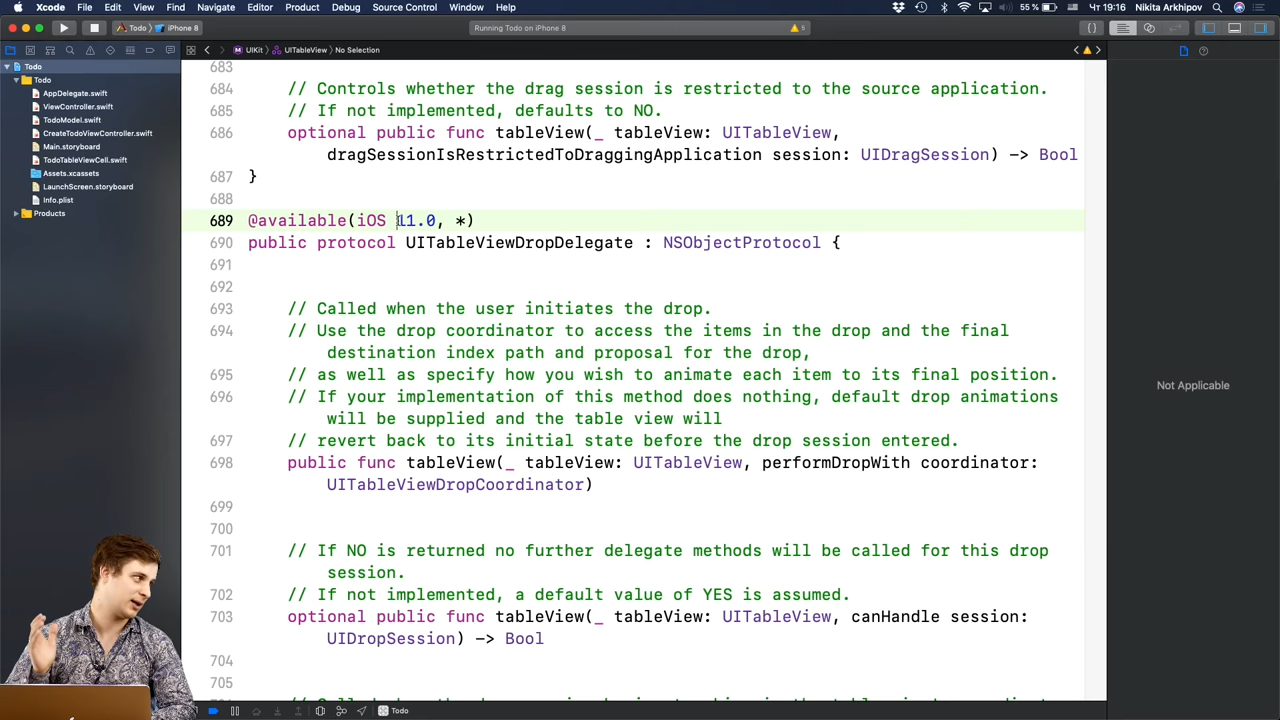 Xcode File Edit View Find Navigate Editor Product Debug Source Control Window Help 55 % Чт 19:16 Nikita Arkhipov
Todo iPhone 8 Running Todo on iPhone 8 5
UIKit UITableView No Selection
Todo
Todo
AppDelegate.swift
ViewController.swift
TodoModel.swift
CreateTodoViewController.swift
Main.storyboard
TodoTableViewCell.swift
Assets.xcassets
LaunchScreen.storyboard
Info.plist
Products
683
684 // Controls whether the drag session is restricted to the source application.
685 // If not implemented, defaults to NO.
686 optional public func tableView(_ tableView: UITableView,
dragSessionIsRestrictedToDraggingApplication session: UIDragSession) -> Bool
687 }
688
689 @available(iOS 11.0, *)
690 public protocol UITableViewDropDelegate : NSObjectProtocol {
691
692
693 // Called when the user initiates the drop.
694 // Use the drop coordinator to access the items in the drop and the final
destination index path and proposal for the drop,
695 // as well as specify how you wish to animate each item to its final position.
696 // If your implementation of this method does nothing, default drop animations
will be supplied and the table view will
697 // revert back to its initial state before the drop session entered.
698 public func tableView(_ tableView: UITableView, performDropWith coordinator:
UITableViewDropCoordinator)
699
700
701 // If NO is returned no further delegate methods will be called for this drop
session.
702 // If not implemented, a default value of YES is assumed.
703 optional public func tableView(_ tableView: UITableView, canHandle session:
UIDropSession) -> Bool
704
705
Not Applicable
Todo